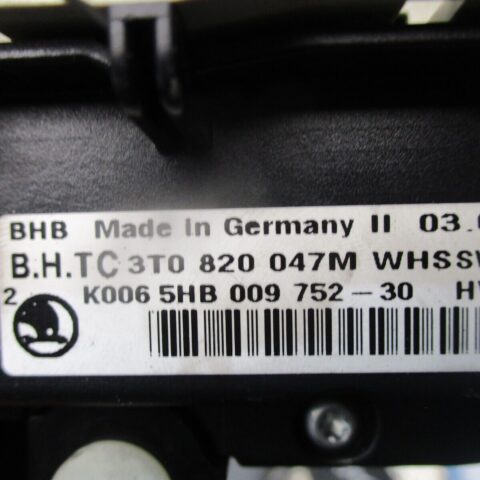 BHB Made In Germany II 03.
B.H.TC 3T0 820 047M WHSS
2 K006 5HB 009 752-30 H